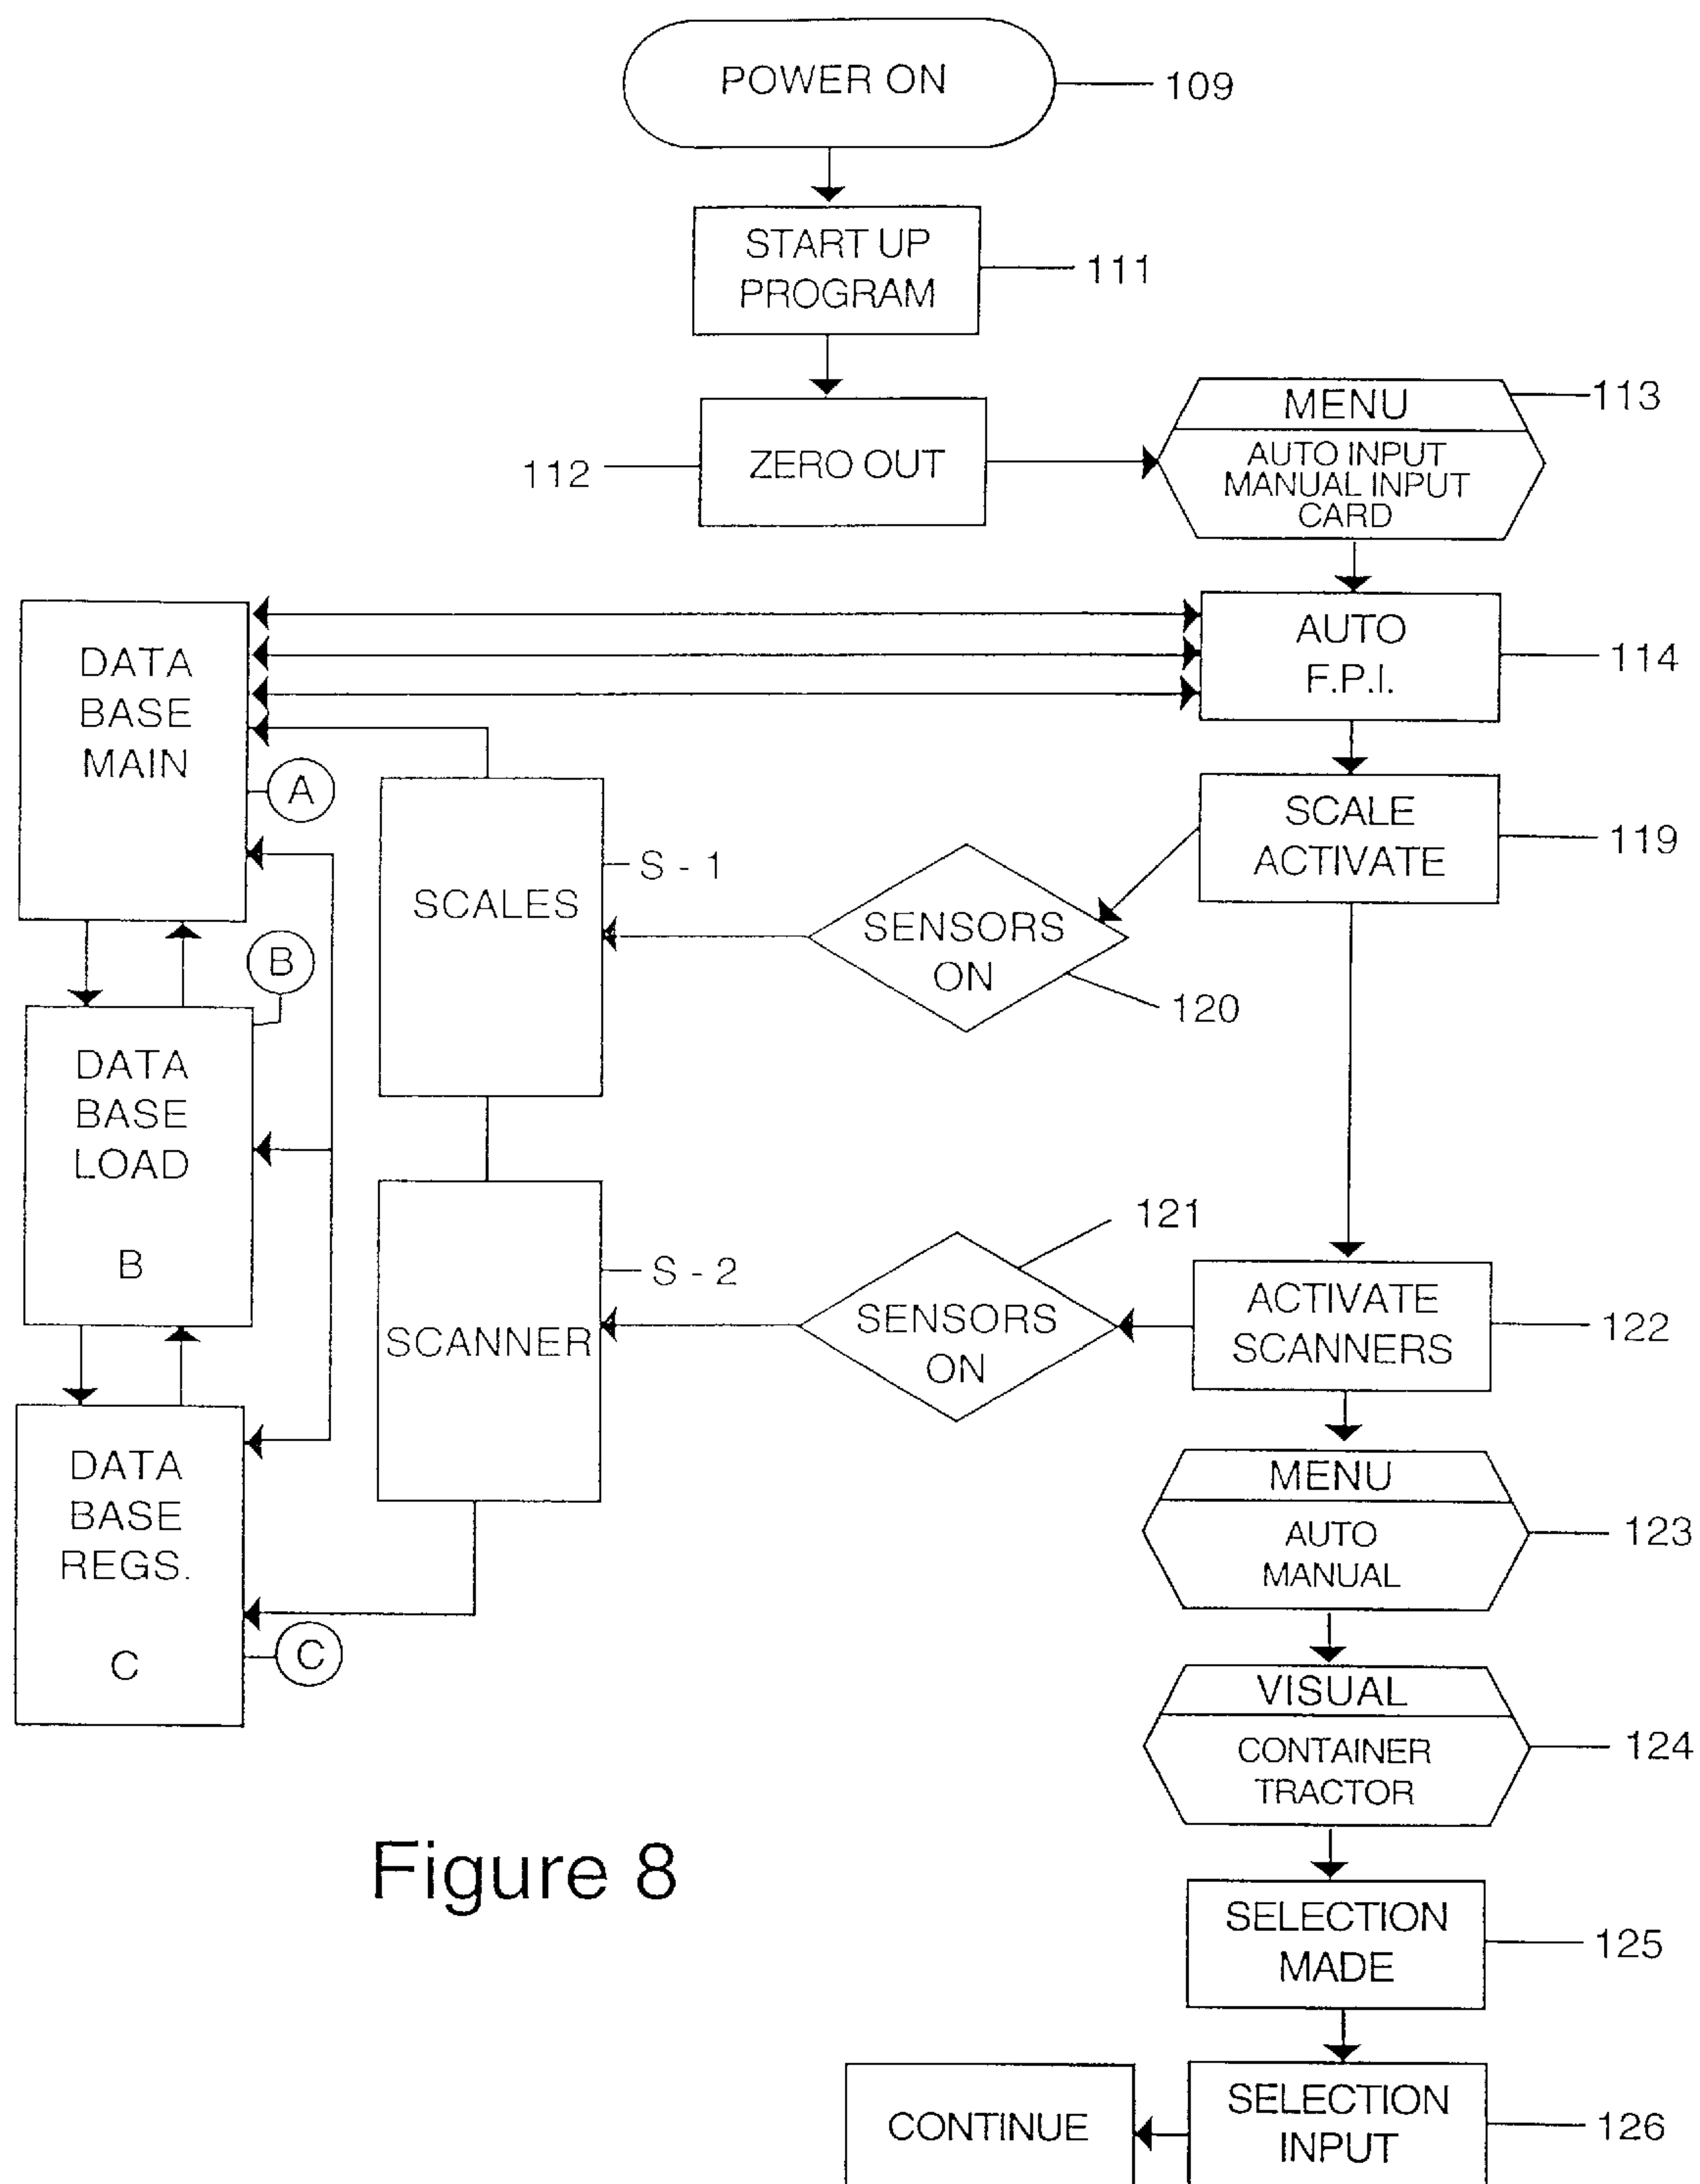 POWER ON
109
START UP
PROGRAM
111
ZERO OUT
112
MENU
113
AUTO INPUT
MANUAL INPUT
CARD
DATA
BASE
MAIN
A
AUTO
F.P.I.
114
SCALE
ACTIVATE
119
SCALES
S - 1
SENSORS
ON
120
B
DATA
BASE
LOAD
B
SCANNER
S - 2
SENSORS
ON
121
ACTIVATE
SCANNERS
122
DATA
BASE
REGS.
C
C
MENU
AUTO
MANUAL
123
VISUAL
CONTAINER
TRACTOR
124
Figure 8
SELECTION
MADE
125
SELECTION
INPUT
126
CONTINUE